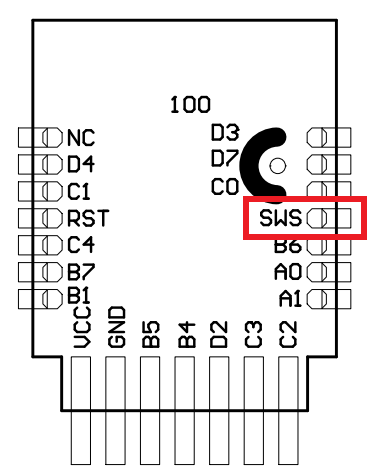 100
NC
D4
C1
RST
C4
B7
B1
D3
D7
C0
SWS
B6
A0
A1
VCC
GND
B5
B4
D2
C3
C2